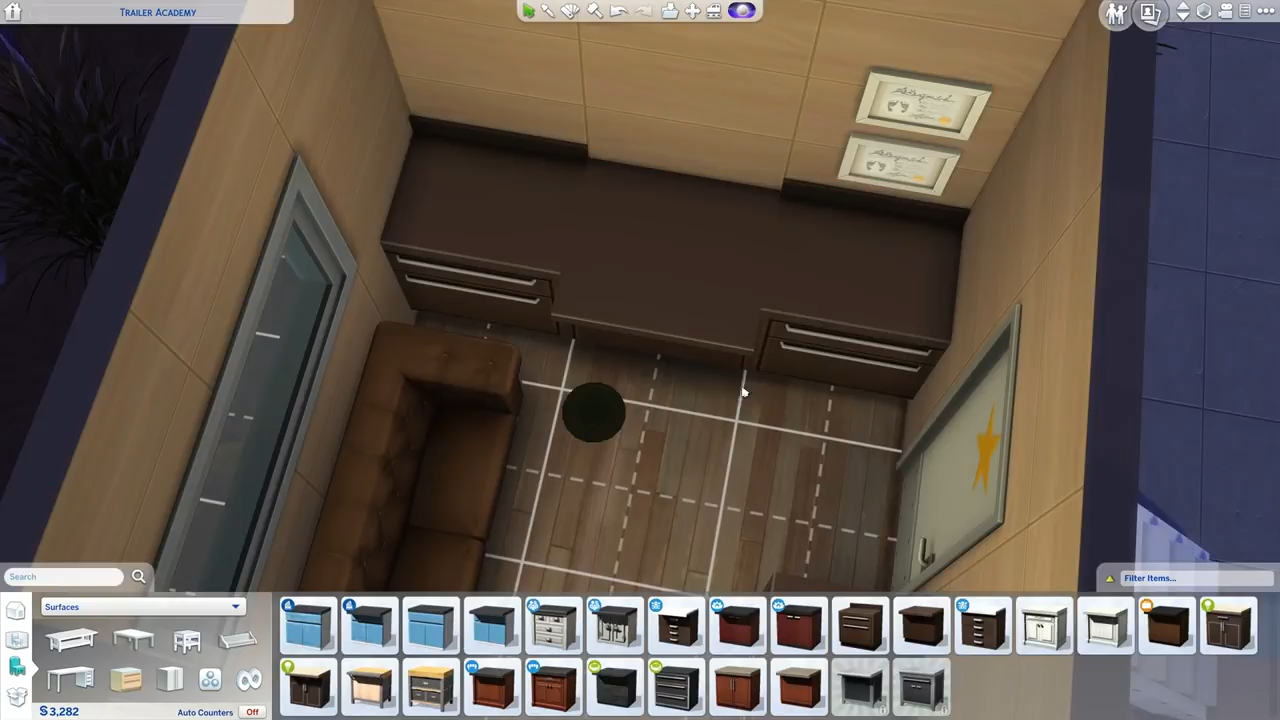 Trailer Academy
Search
Filter Items...
Surfaces
§3,282
Auto Counters
Off